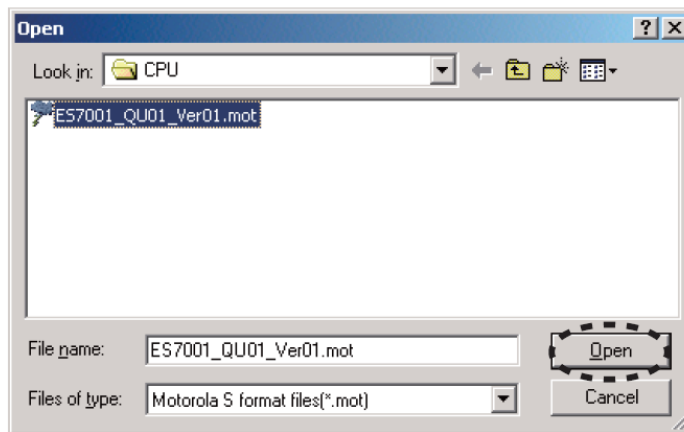 Open
Look in: CPU
ES7001_QU01_Ver01.mot
File name: ES7001_QU01_Ver01.mot Open
Files of type: Motorola S format files(*.mot) Cancel